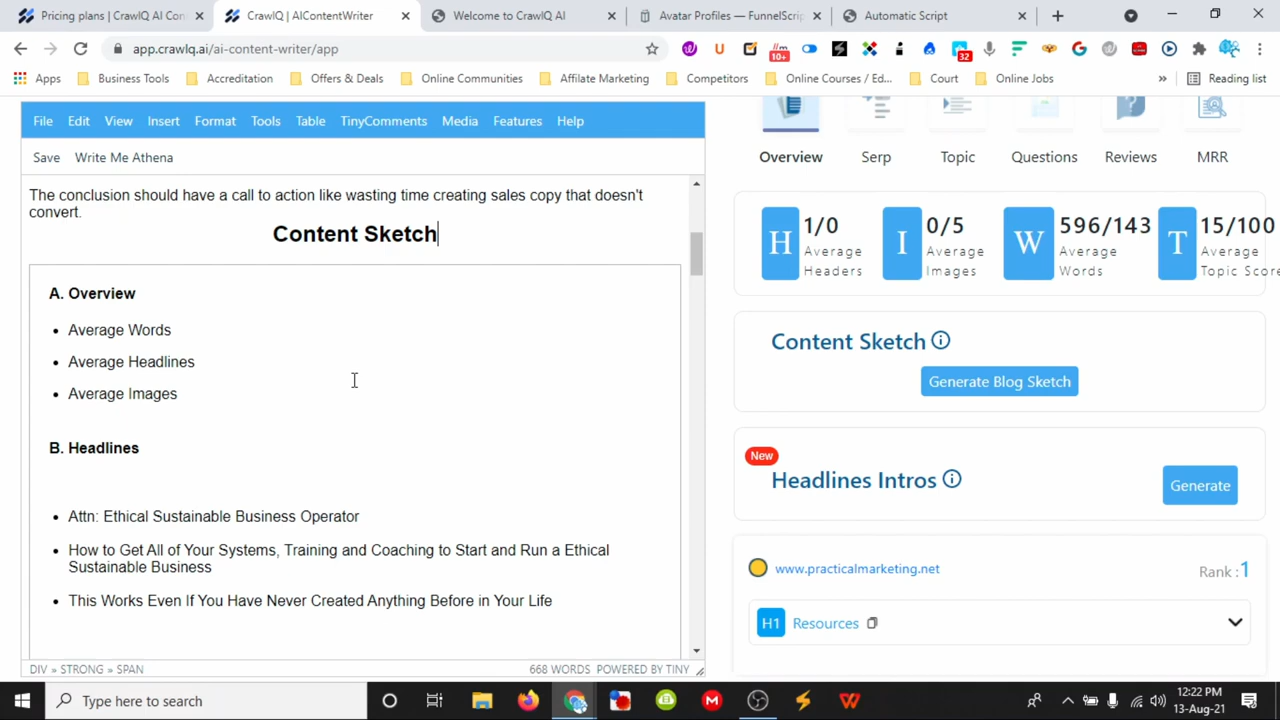 Pricing plans | CrawlQ AI Con
CrawlQ | AIContentWriter
Welcome to CrawlQ AI
Avatar Profiles — FunnelScrip
Automatic Script
app.crawlq.ai/ai-content-writer/app
10+
32
Apps
Business Tools
Accreditation
Offers & Deals
Online Communities
Affilate Marketing
Competitors
Online Courses / Ed...
Court
Online Jobs
»
Reading list
File Edit View Insert Format Tools Table TinyComments Media Features Help
Save Write Me Athena
The conclusion should have a call to action like wasting time creating sales copy that doesn't
convert.
Content Sketch
A. Overview
• Average Words
• Average Headlines
• Average Images
B. Headlines
• Attn: Ethical Sustainable Business Operator
• How to Get All of Your Systems, Training and Coaching to Start and Run a Ethical
Sustainable Business
• This Works Even If You Have Never Created Anything Before in Your Life
DIV » STRONG » SPAN
668 WORDS POWERED BY TINY
Overview Serp Topic Questions Reviews MRR
H 1/0 Average Headers
I 0/5 Average Images
W 596/143 Average Words
T 15/100 Average Topic Score
Content Sketch
Generate Blog Sketch
New
Headlines Intros
Generate
www.practicalmarketing.net
Rank :1
H1 Resources
Type here to search
12:22 PM
13-Aug-21